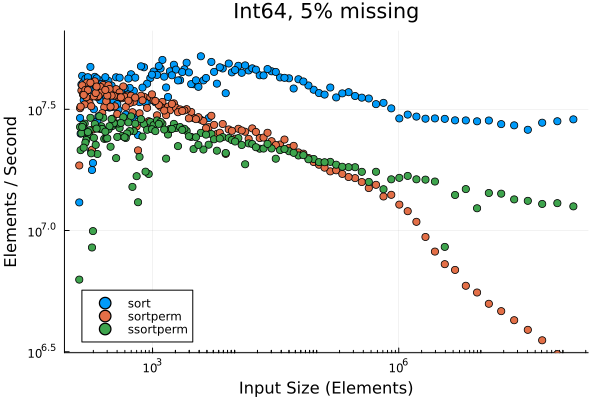 Int64, 5% missing
Elements / Second
10^7.5
10^7.0
10^6.5
sort
sortperm
ssortperm
10^3
10^6
Input Size (Elements)